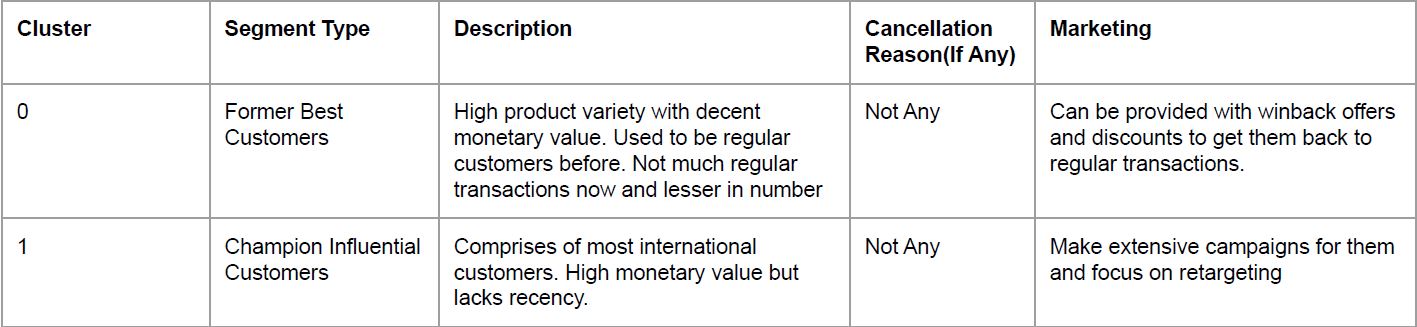 Cluster
Segment Type
Description
Cancellation
Reason(If Any)
Marketing
0
Former Best
Customers
High product variety with decent
monetary value. Used to be regular
customers before. Not much regular
transactions now and lesser in number
Not Any
Can be provided with winback offers
and discounts to get them back to
regular transactions.
1
Champion Influential
Customers
Comprises of most international
customers. High monetary value but
lacks recency.
Not Any
Make extensive campaigns for them
and focus on retargeting